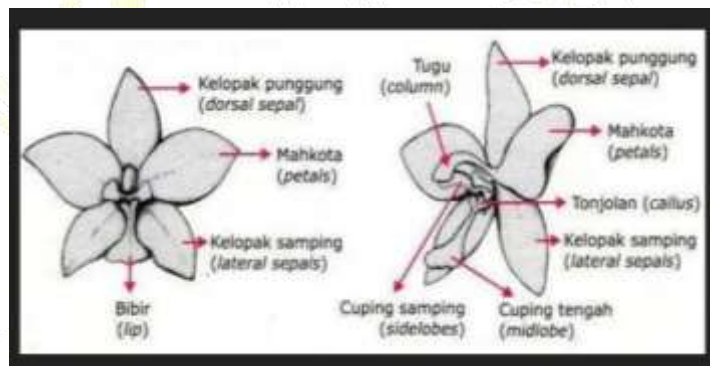 Kelopak punggung
(dorsal sepal)
Mahkota
(petals)
Kelopak samping
(lateral sepals)
Bibir
(lip)
Tugu
(column)
Kelopak punggung
(dorsal sepal)
Mahkota
(petals)
Tonjolan (callus)
Kelopak samping
(lateral sepals)
Cuping samping
(sidelobes)
Cuping tengah
(midlobe)